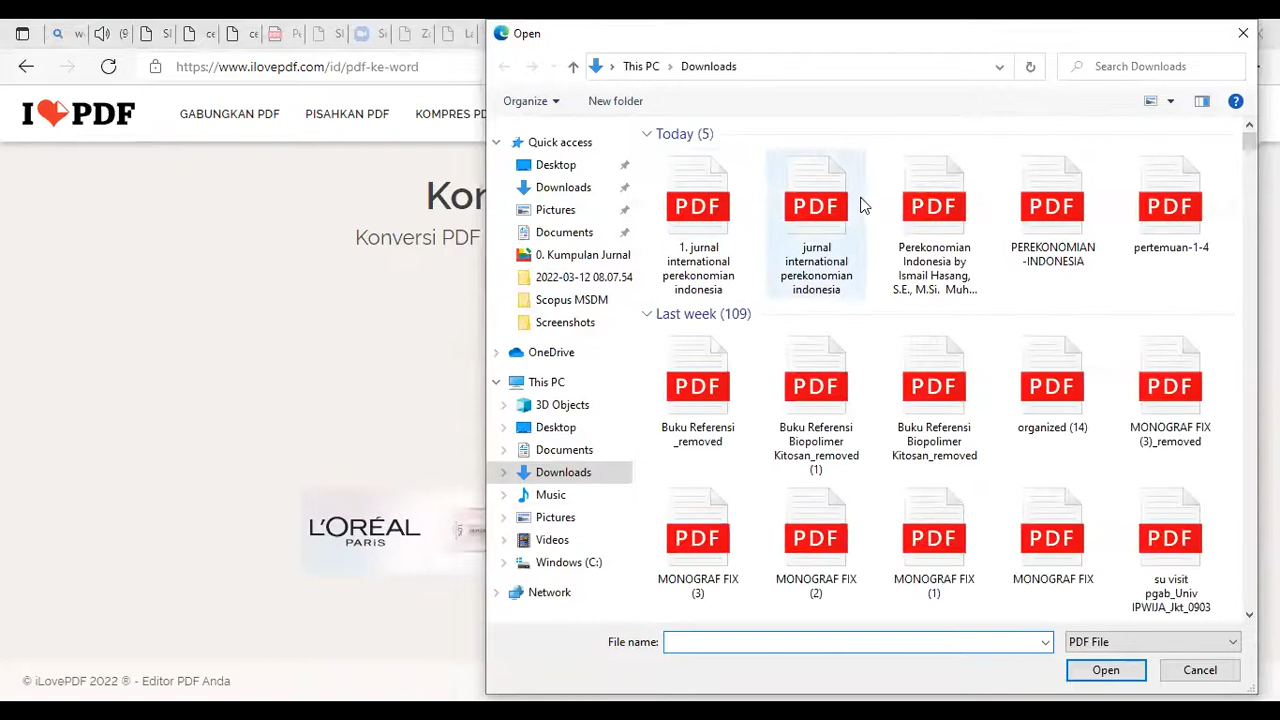 Open
https://www.ilovepdf.com/id/pdf-ke-word
This PC
Downloads
Search Downloads
I PDF
GABUNGKAN PDF
PISAHKAN PDF
KOMPRES PD
Organize
New folder
Kon
Konversi PDF
L'ORÉAL
PARIS
© iLovePDF 2022 ® - Editor PDF Anda
Quick access
Desktop
Downloads
Pictures
Documents
0. Kumpulan Jurnal
2022-03-12 08.07.54
Scopus MSDM
Screenshots
OneDrive
This PC
3D Objects
Desktop
Documents
Downloads
Music
Pictures
Videos
Windows (C:)
Network
Today (5)
PDF
PDF
PDF
PDF
PDF
1. jurnal
international
perekonomian
indonesia
jurnal
international
perekonomian
indonesia
Perekonomian
Indonesia by
Ismail Hasang,
S.E., M.Si. Muh...
PEREKONOMIAN
-INDONESIA
pertemuan-1-4
Last week (109)
PDF
PDF
PDF
PDF
PDF
Buku Referensi
_removed
Buku Referensi
Biopolimer
Kitosan_removed
(1)
Buku Referensi
Biopolimer
Kitosan_removed
organized (14)
MONOGRAF FIX
(3)_removed
PDF
PDF
PDF
PDF
PDF
MONOGRAF FIX
(3)
MONOGRAF FIX
(2)
MONOGRAF FIX
(1)
MONOGRAF FIX
su visit
pgab_Univ
IPWIJA_Jkt_0903
File name:
PDF File
Open
Cancel